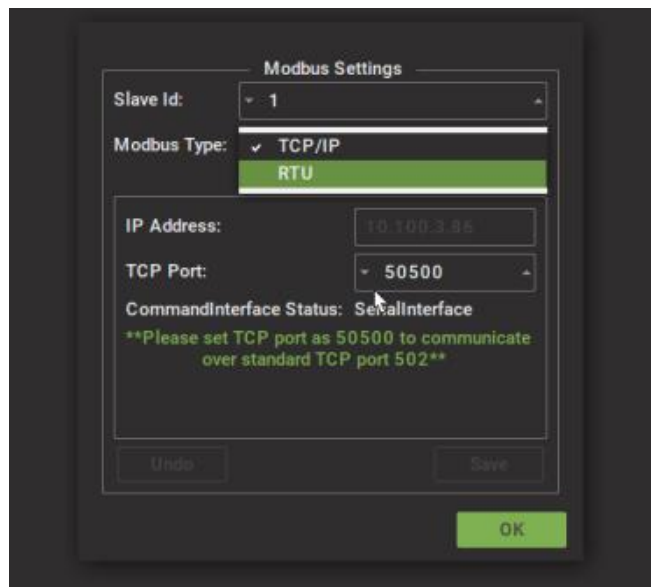 Modbus Settings
Slave Id: 1
Modbus Type: TCP/IP
RTU
IP Address: 10.100.3.86
TCP Port: 50500
CommandInterface Status: SerialInterface
**Please set TCP port as 50500 to communicate
over standard TCP port 502**
Undo Save
OK